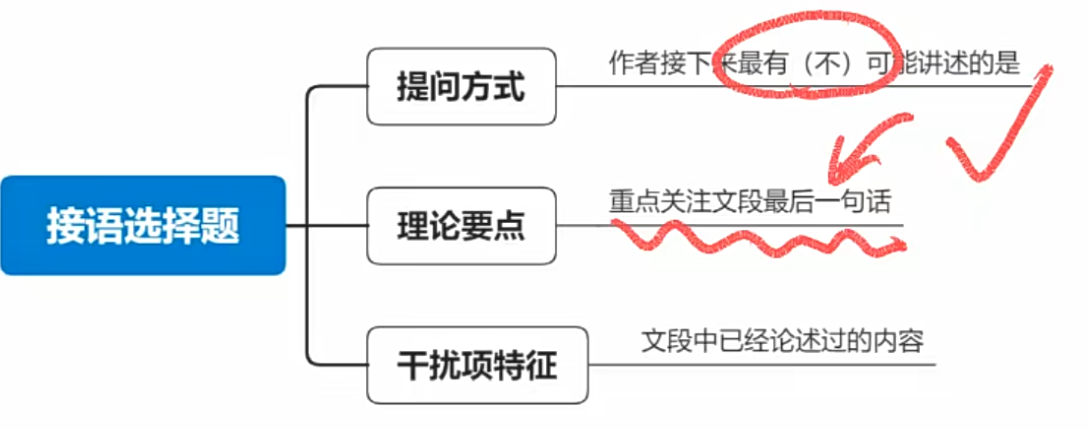 接语选择题
提问方式
作者接下来最有（不）可能讲述的是
理论要点
重点关注文段最后一句话
干扰项特征
文段中已经论述过的内容